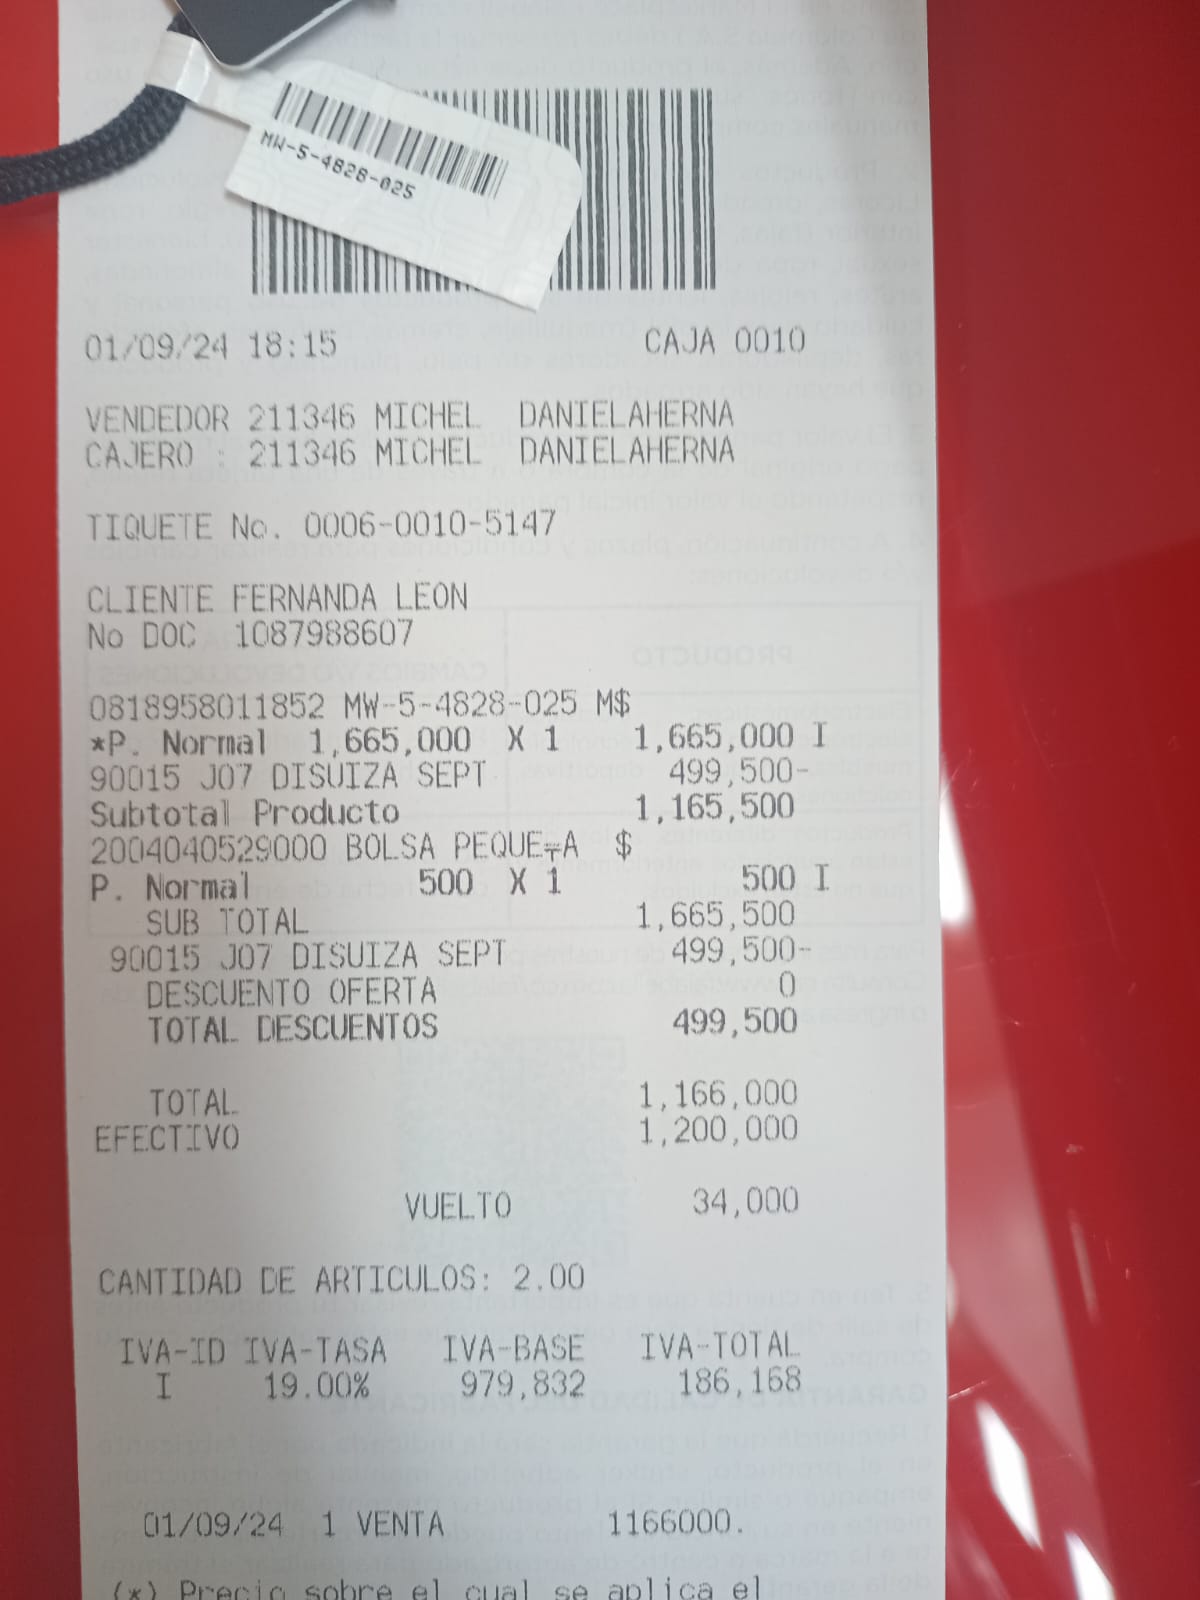 MW-5-4828-025
01/09/24 18:15 CAJA 0010
VENDEDOR 211346 MICHEL DANIELAHERNA
CAJERO : 211346 MICHEL DANIELAHERNA
TIQUETE No. 0006-0010-5147
CLIENTE FERNANDA LEON
No DOC 1087988607
0818958011852 MW-5-4828-025 M$
*P. Normal 1,665,000 X 1 1,665,000 I
90015 J07 DISUIZA SEPT 499,500-
Subtotal Producto 1,165,500
2004040529000 BOLSA PEQUE A $
P. Normal 500 X 1 500 I
SUB TOTAL 1,665,500
90015 J07 DISUIZA SEPT 499,500-
DESCUENTO OFERTA 0
TOTAL DESCUENTOS 499,500
TOTAL 1,166,000
EFECTIVO 1,200,000
VUELTO 34,000
CANTIDAD DE ARTICULOS: 2.00
IVA-ID IVA-TASA IVA-BASE IVA-TOTAL
I 19.00% 979,832 186,168
01/09/24 1 VENTA 1166000.
(*) Precio sobre el cual se aplica el